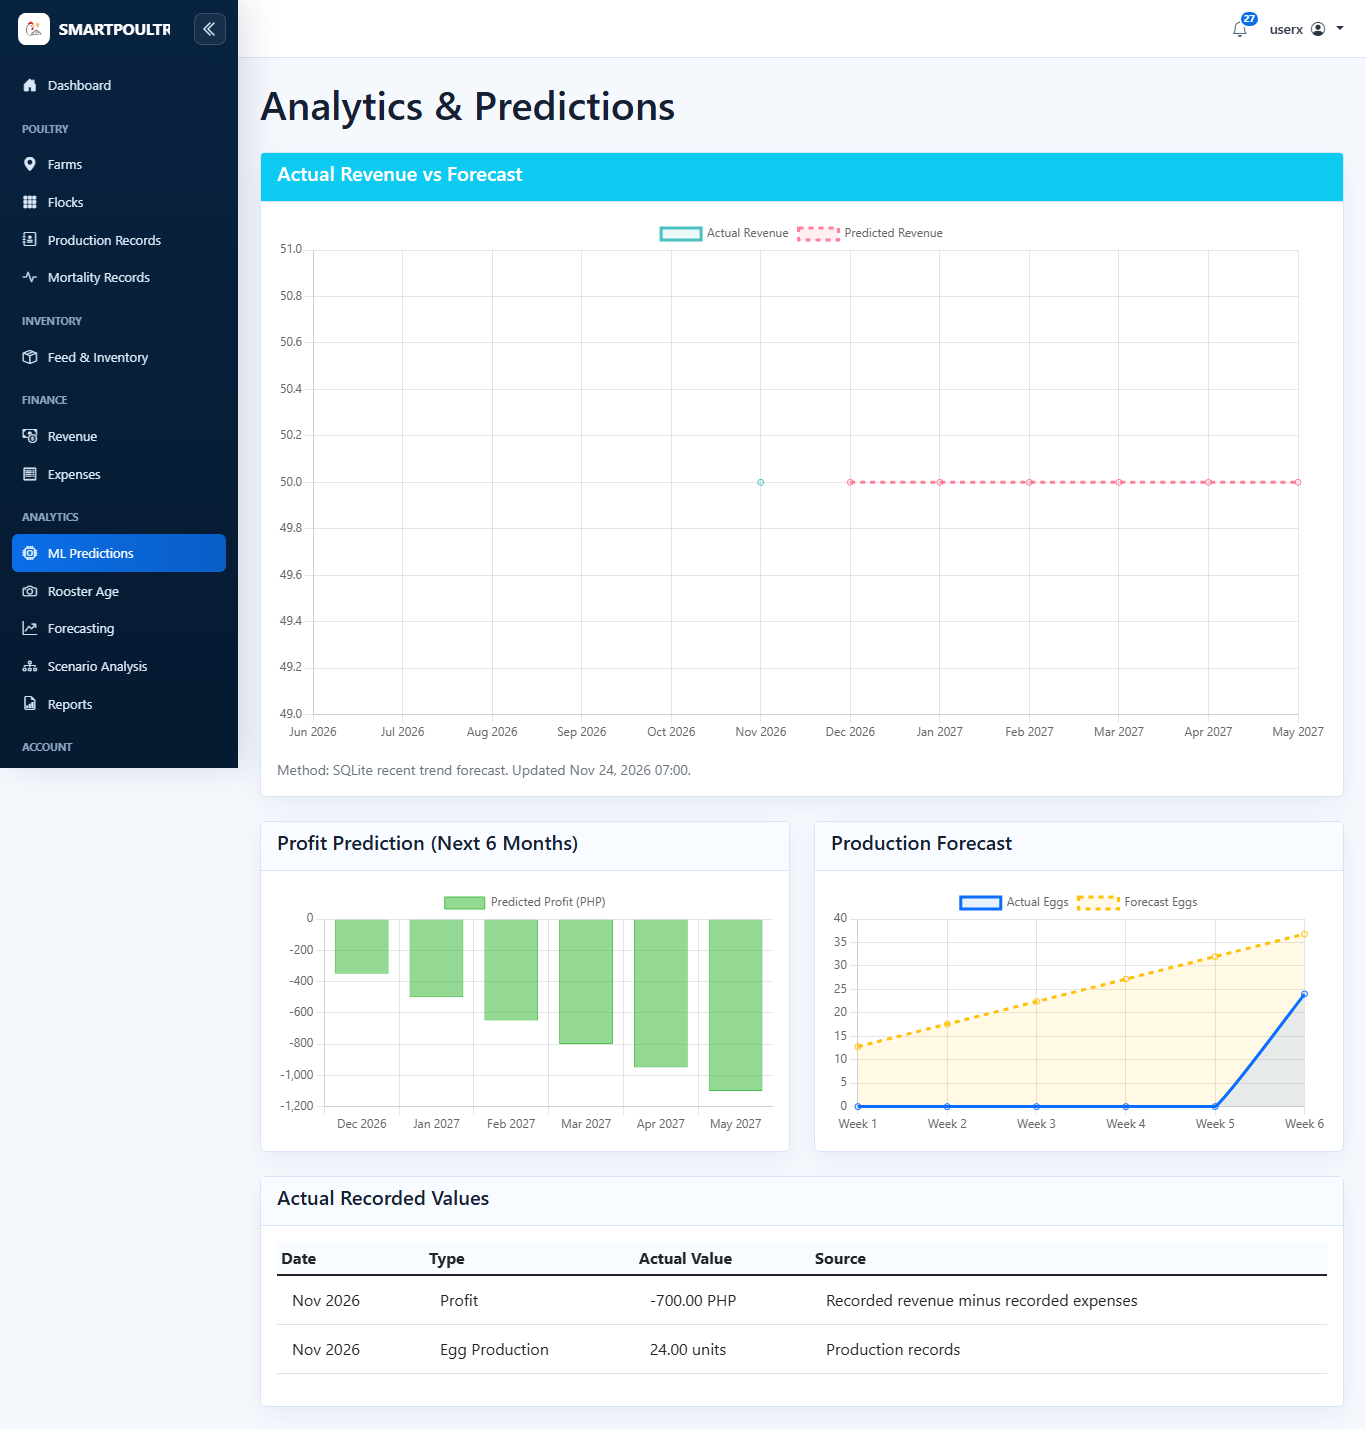 SMARTPOULTR
27
userx
Dashboard
POULTRY
Farms
Flocks
Production Records
Mortality Records
INVENTORY
Feed & Inventory
FINANCE
Revenue
Expenses
ANALYTICS
ML Predictions
Rooster Age
Forecasting
Scenario Analysis
Reports
ACCOUNT
Analytics & Predictions
Actual Revenue vs Forecast
Actual Revenue Predicted Revenue
51.0
50.8
50.6
50.4
50.2
50.0
49.8
49.6
49.4
49.2
49.0
Jun 2026 Jul 2026 Aug 2026 Sep 2026 Oct 2026 Nov 2026 Dec 2026 Jan 2027 Feb 2027 Mar 2027 Apr 2027 May 2027
Method: SQLite recent trend forecast. Updated Nov 24, 2026 07:00.
Profit Prediction (Next 6 Months)
Predicted Profit (PHP)
0
-200
-400
-600
-800
-1,000
-1,200
Dec 2026 Jan 2027 Feb 2027 Mar 2027 Apr 2027 May 2027
Production Forecast
Actual Eggs Forecast Eggs
40
35
30
25
20
15
10
5
0
Week 1 Week 2 Week 3 Week 4 Week 5 Week 6
Actual Recorded Values
Date Type Actual Value Source
Nov 2026 Profit -700.00 PHP Recorded revenue minus recorded expenses
Nov 2026 Egg Production 24.00 units Production records